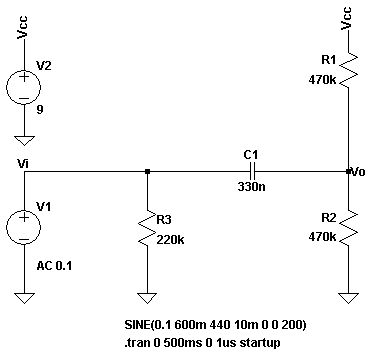 Vcc
Vcc
V2
9
R1
470k
C1
330n
Vi
Vo
V1
AC 0.1
R3
220k
R2
470k
SINE(0.1 600m 440 10m 0 0 200)
.tran 0 500ms 0 1us startup